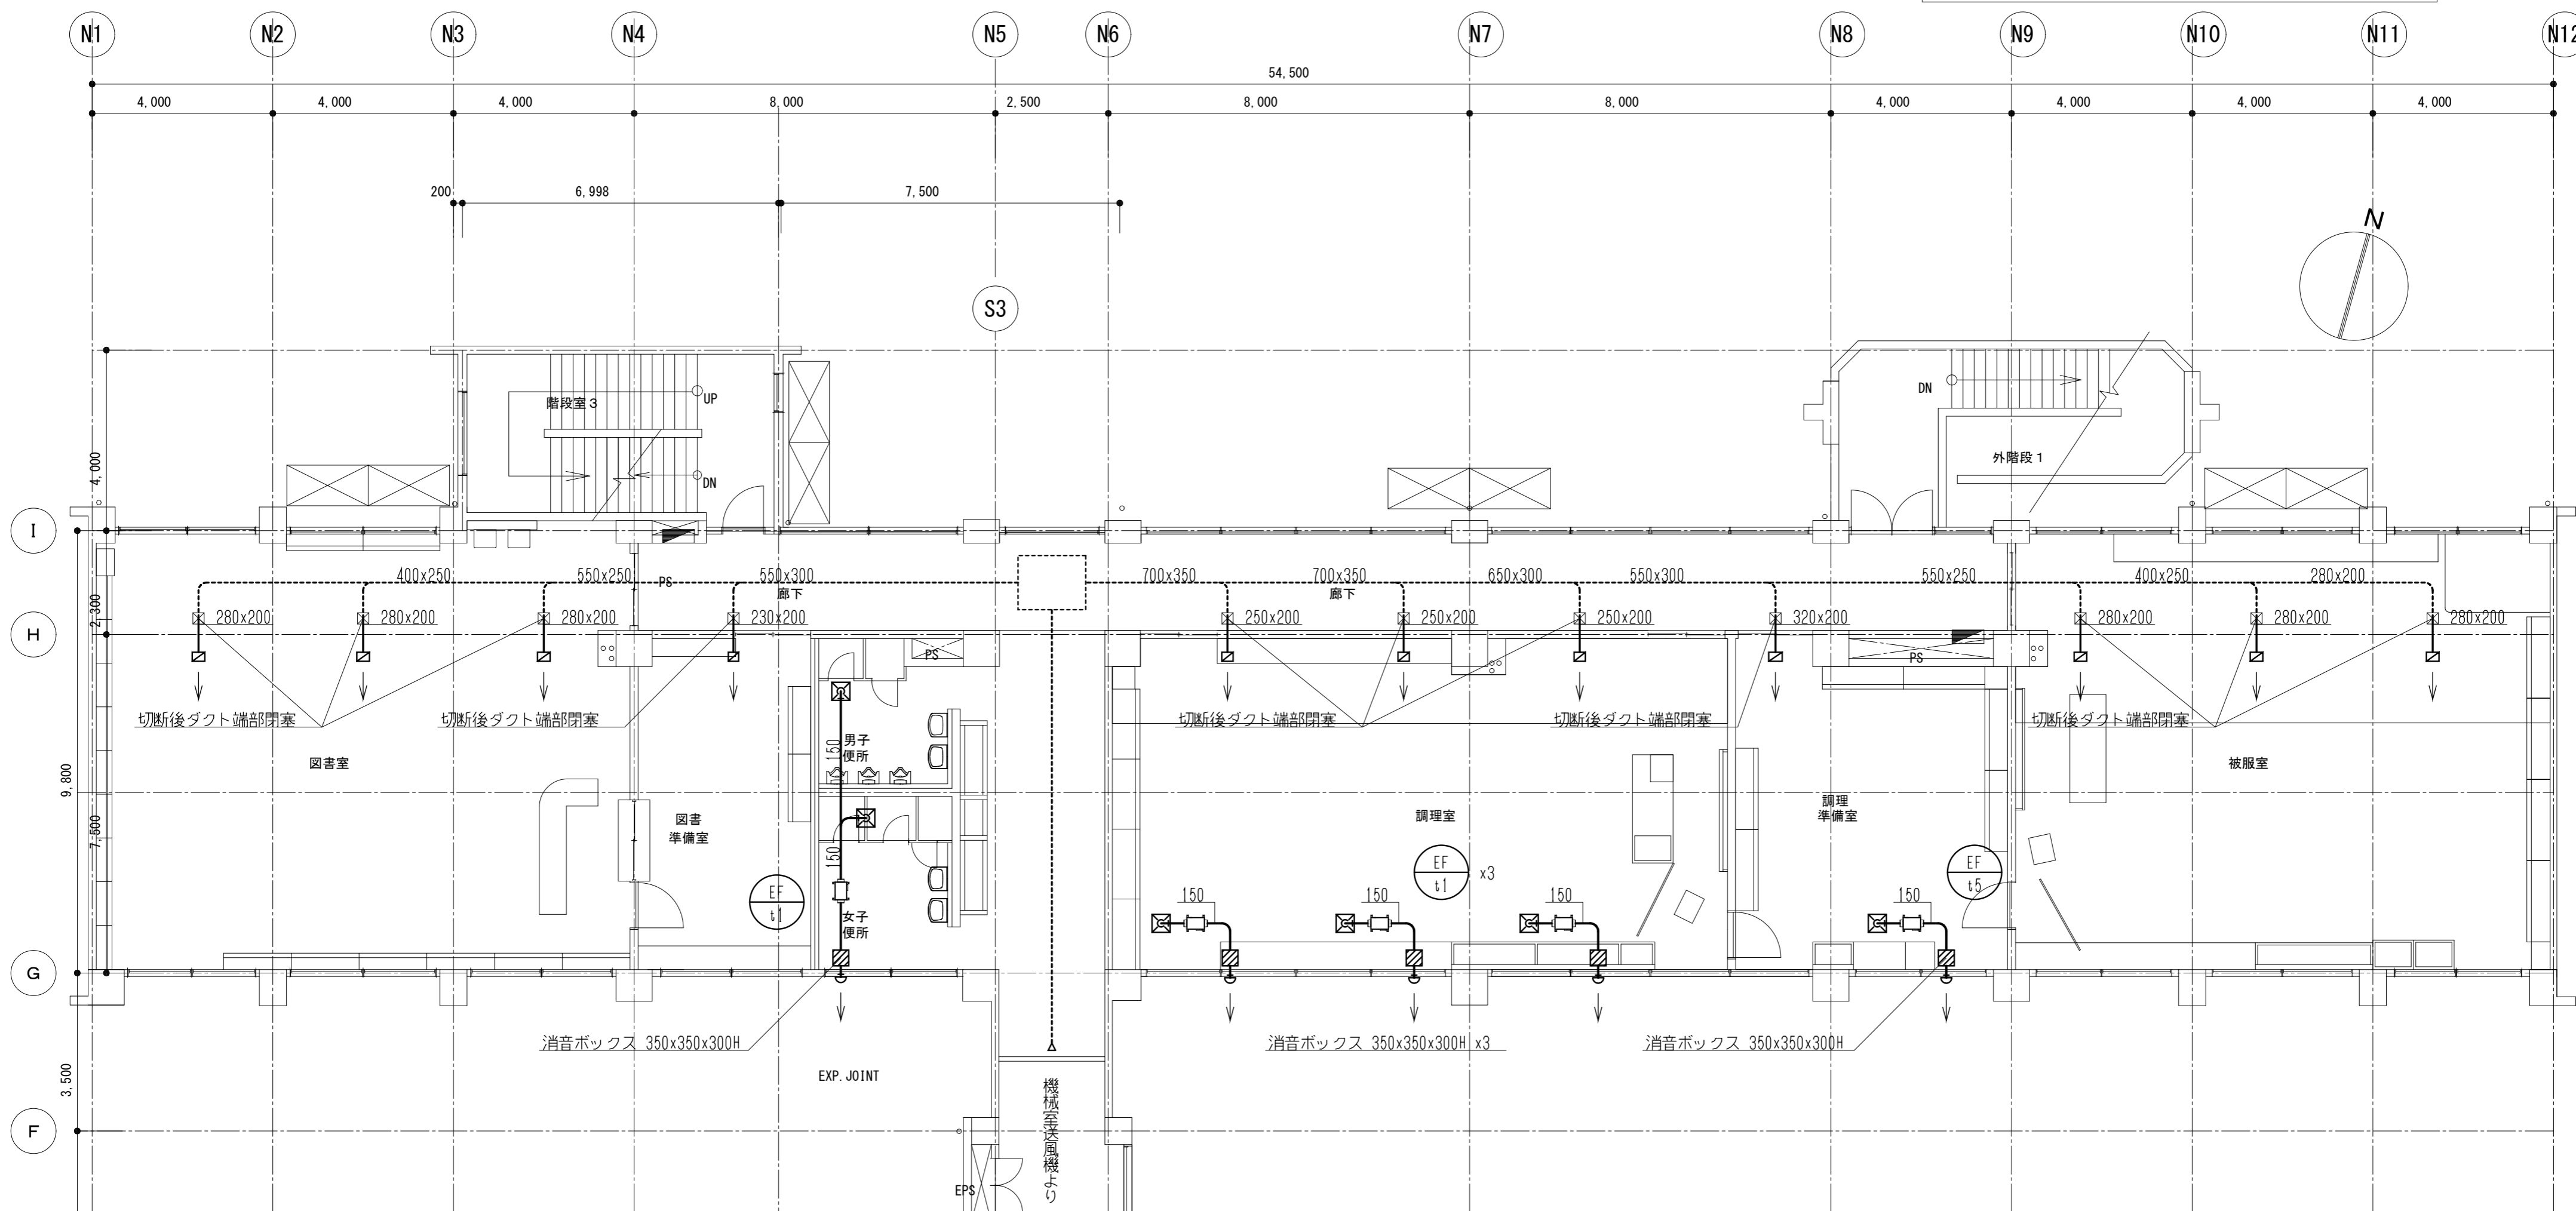 N1 N2 N3 N4 N5 N6 N7 N8 N9 N10 N11 N12
54,500
4,000 4,000 4,000 8,000 2,500 8,000 8,000 4,000 4,000 4,000 4,000
200 6,998 7,500
N
S3
階段室3
UP
DN
DN
外階段1
4,000
I
PS
400x250 550x250 550x300 700x350 700x350 650x300 550x300 550x250 400x250 280x200
廊下 廊下
2,300
280x200 280x200 280x200 230x200 250x200 250x200 250x200 320x200 280x200 280x200 280x200
H
PS PS
切断後ダクト端部閉塞 切断後ダクト端部閉塞 切断後ダクト端部閉塞 切断後ダクト端部閉塞 切断後ダクト端部閉塞
男子
便所
150
図書室
被服室
9,800
7,500
図書
準備室
調理室
調理
準備室
150
EF
t1
EF
t1
x3
EF
t5
150 150 150 150
女子
便所
G
消音ボックス 350x350x300H
消音ボックス 350x350x300H x3
消音ボックス 350x350x300H
3,500
EXP.JOINT
機械室送風機より
F
EPS